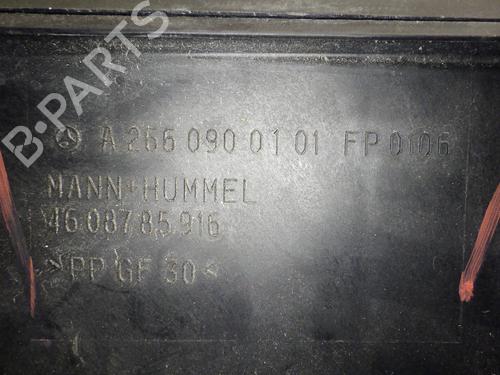 B-PARTS
A 266 090 01 01 FP 0106
MANN+HUMMEL
46 087 85 916
>PP GF 30<